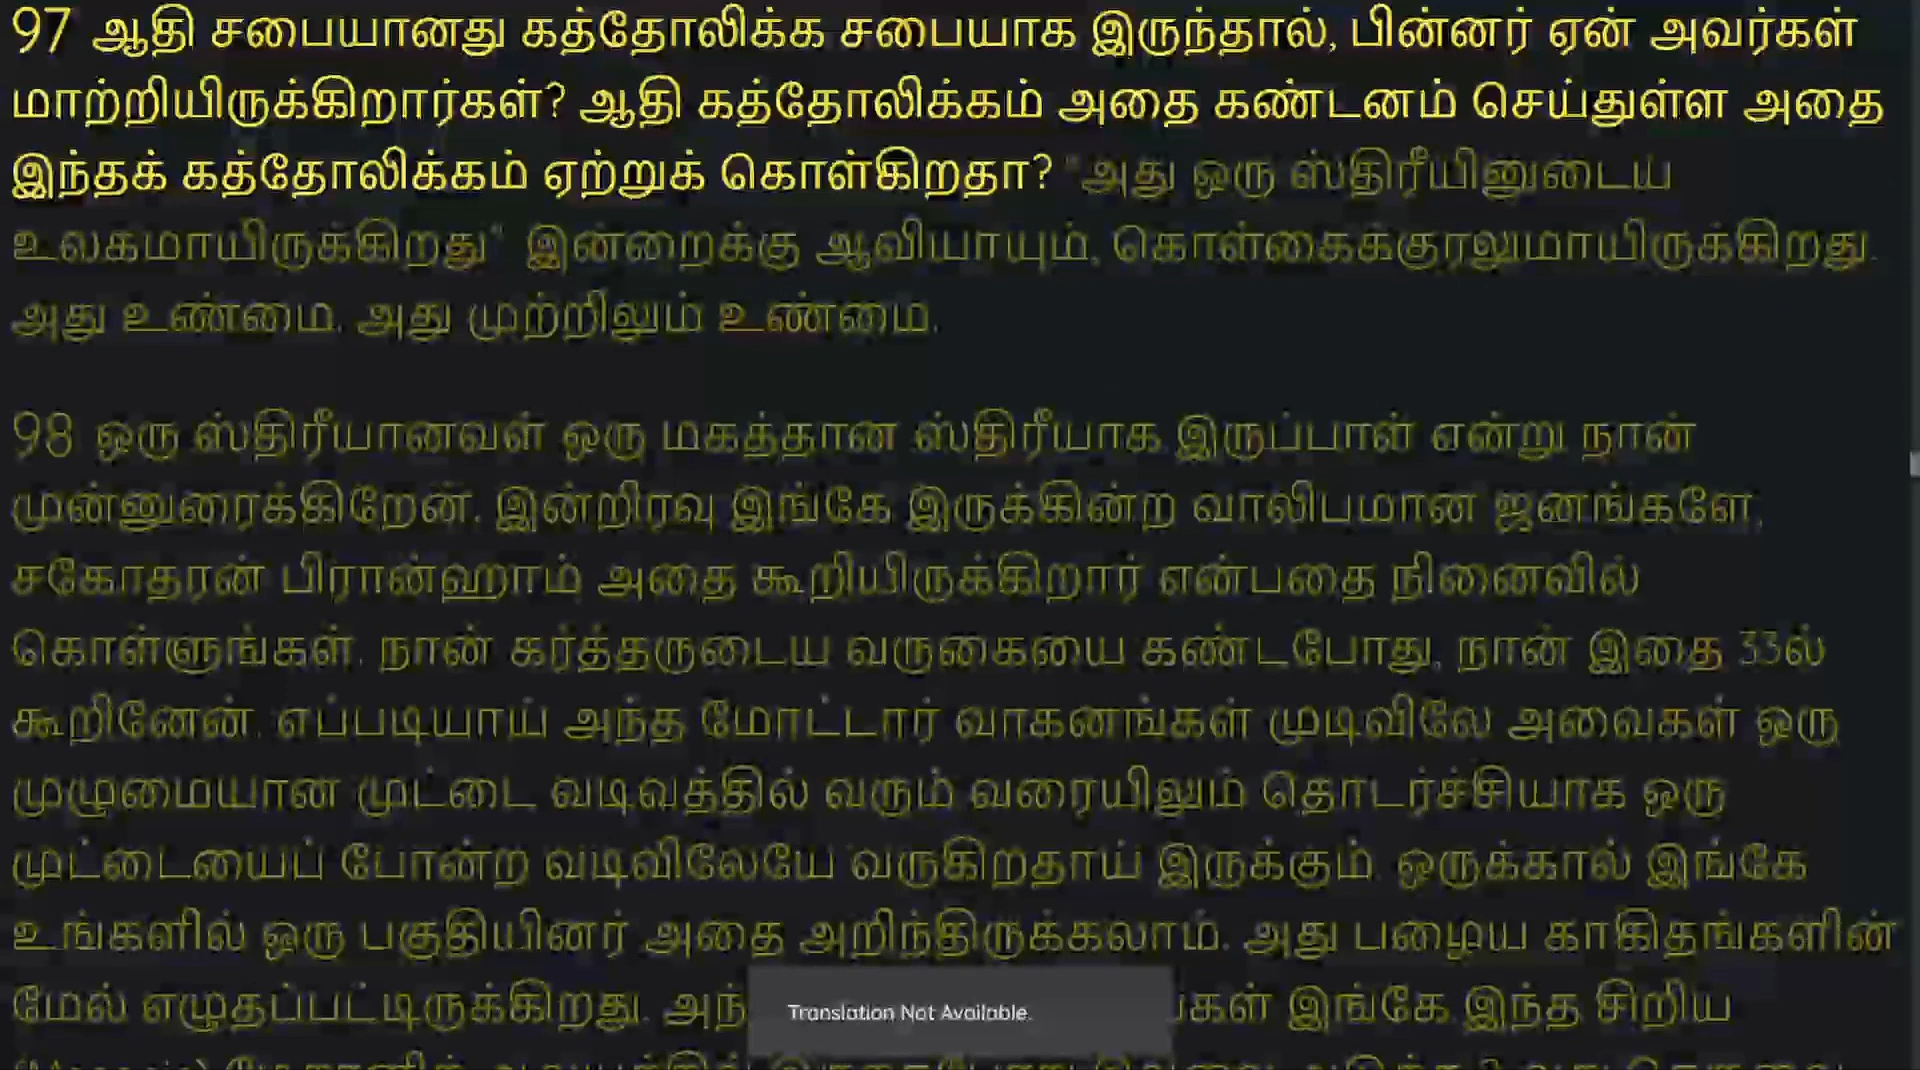 97 ஆதி சபையானது கத்தோலிக்க சபையாக இருந்தால், பின்னர் ஏன் அவர்கள்
மாற்றியிருக்கிறார்கள்? ஆதி கத்தோலிக்கம் அதை கண்டனம் செய்துள்ள அதை
இந்தக் கத்தோலிக்கம் ஏற்றுக் கொள்கிறதா? "அது ஒரு ஸ்திரீயினுடைய
உலகமாயிருக்கிறது" இன்றைக்கு ஆவியாயும், கொள்கைக்குரலுமாயிருக்கிறது.
அது உண்மை. அது முற்றிலும் உண்மை.
98 ஒரு ஸ்திரீயானவள் ஒரு மகத்தான ஸ்திரீயாக இருப்பாள் என்று நான்
முன்னுரைக்கிறேன். இன்றிரவு இங்கே இருக்கின்ற வாலிபமான ஜனங்களே,
சகோதரன் பிரான்ஹாம் அதை கூறியிருக்கிறார் என்பதை நினைவில்
கொள்ளுங்கள். நான் கர்த்தருடைய வருகையை கண்டபோது, நான் இதை 33ல்
கூறினேன். எப்படியாய் அந்த மோட்டார் வாகனங்கள் முடிவிலே அவைகள் ஒரு
முழுமையான முட்டை வடிவத்தில் வரும் வரையிலும் தொடர்ச்சியாக ஒரு
முட்டையைப் போன்ற வடிவிலேயே வருகிறதாய் இருக்கும். ஒருக்கால் இங்கே
உங்களில் ஒரு பகுதியினர் அதை அறிந்திருக்கலாம். அது பழைய காகிதங்களின்
மேல் எழுதப்பட்டிருக்கிறது. இங்கே இந்த சிறிய
Translation Not Available.